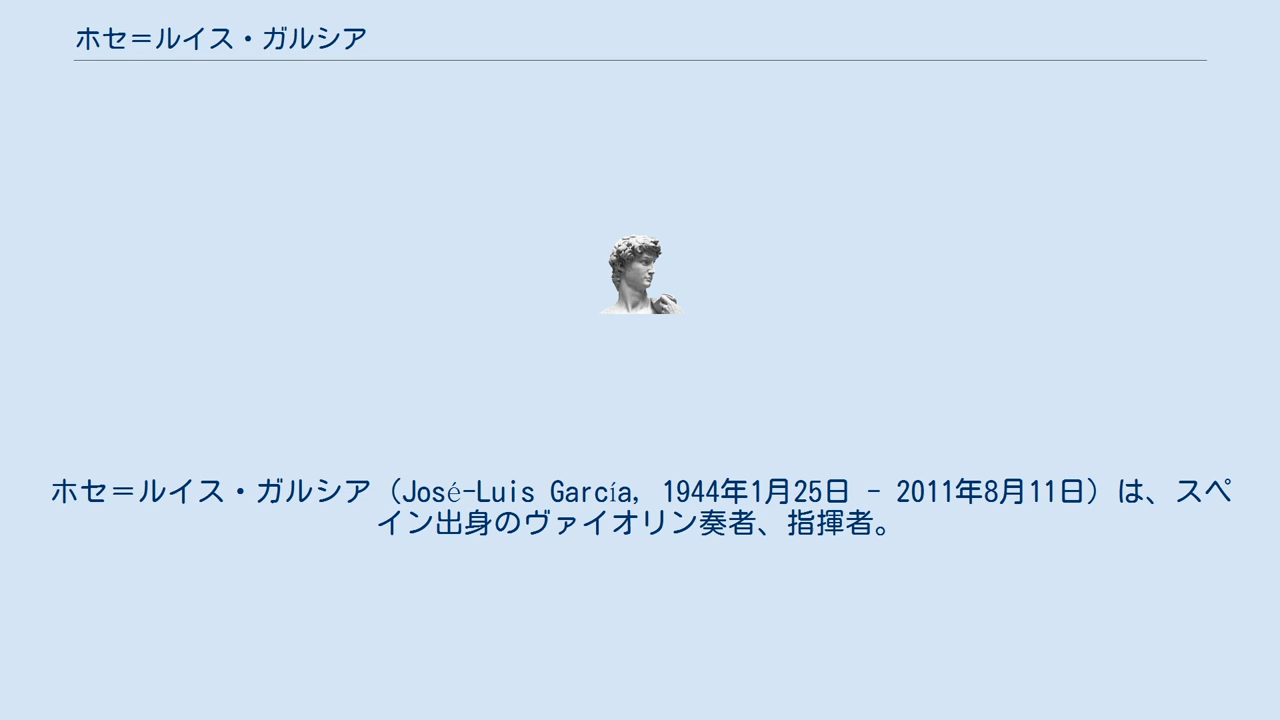 ホセ＝ルイス・ガルシア
ホセ＝ルイス・ガルシア（José-Luis García, 1944年1月25日 - 2011年8月11日）は、スペ
イン出身のヴァイオリン奏者、指揮者。